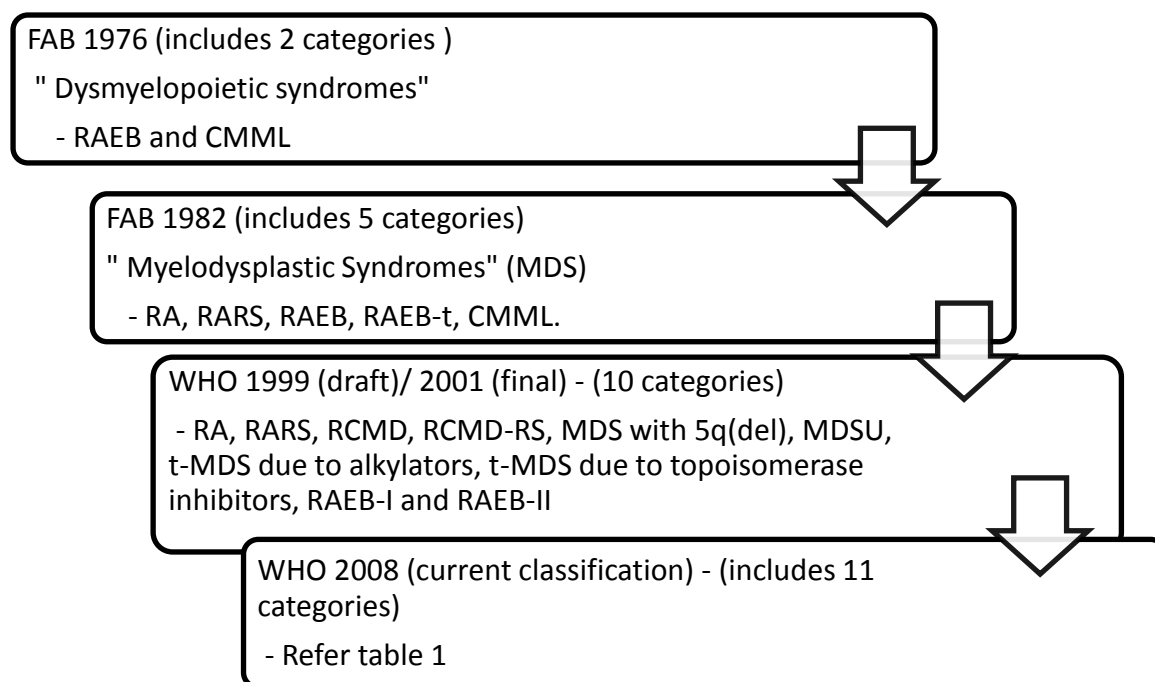 FAB 1976 (includes 2 categories )
" Dysmyelopoietic syndromes"
- RAEB and CMML
FAB 1982 (includes 5 categories)
" Myelodysplastic Syndromes" (MDS)
- RA, RARS, RAEB, RAEB-t, CMML.
WHO 1999 (draft)/ 2001 (final) - (10 categories)
- RA, RARS, RCMD, RCMD-RS, MDS with 5q(del), MDSU,
t-MDS due to alkylators, t-MDS due to topoisomerase
inhibitors, RAEB-I and RAEB-II
WHO 2008 (current classification) - (includes 11
categories)
- Refer table 1